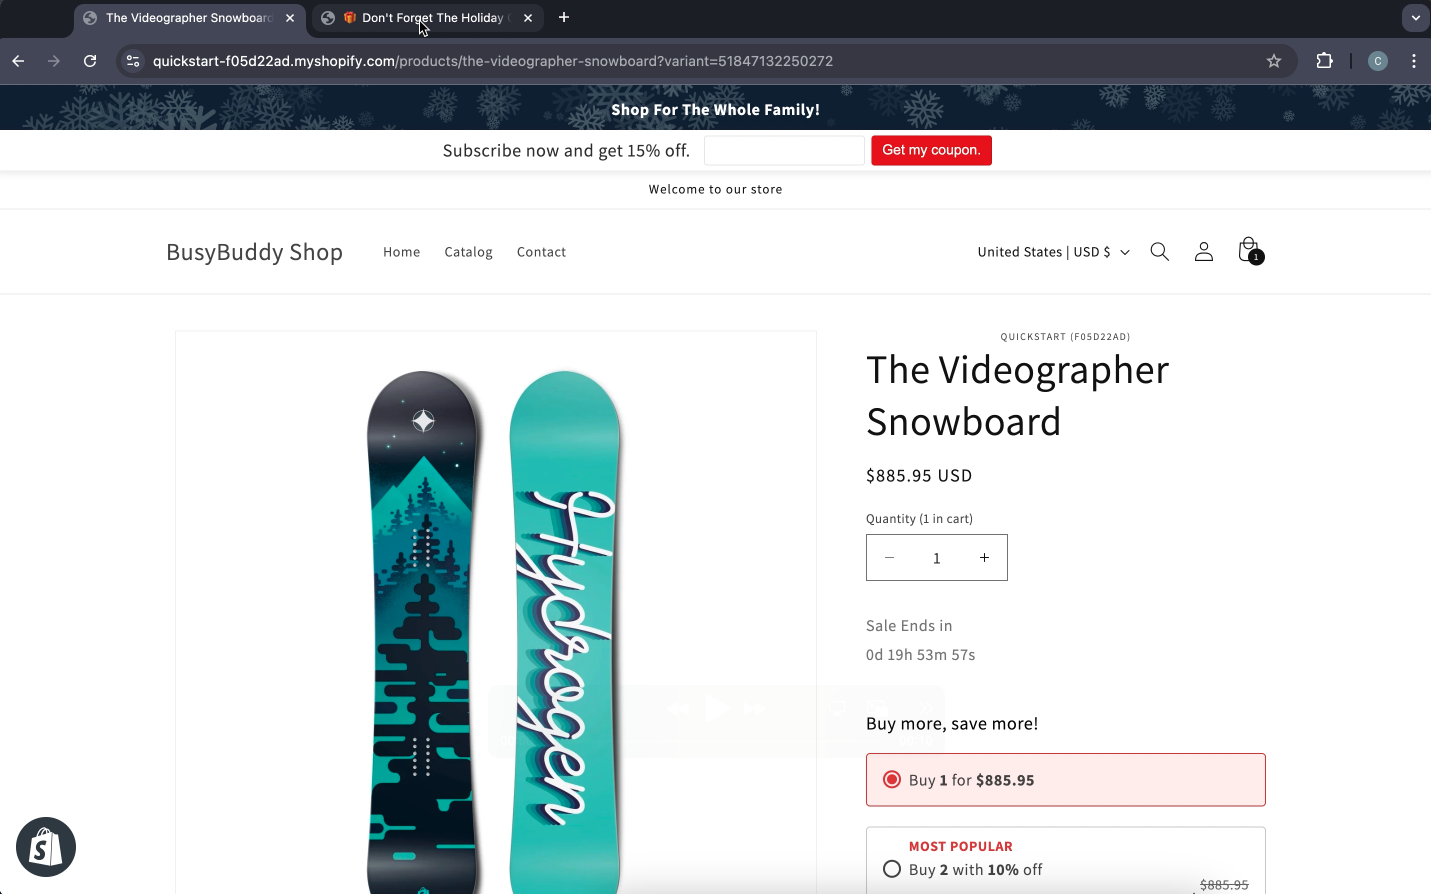 The Videographer Snowboard
🎁 Don't Forget The Holiday
quickstart-f05d22ad.myshopify.com/products/the-videographer-snowboard?variant=51847132250272
C
Shop For The Whole Family!
Subscribe now and get 15% off.
Get my coupon.
Welcome to our store
BusyBuddy Shop
Home
Catalog
Contact
United States | USD $
1
QUICKSTART (F05D22AD)
The Videographer
Snowboard
$885.95 USD
Quantity (1 in cart)
− 1 +
Sale Ends in
0d 19h 53m 57s
Buy more, save more!
Buy 1 for $885.95
MOST POPULAR
Buy 2 with 10% off
$885.95
Hydrogen